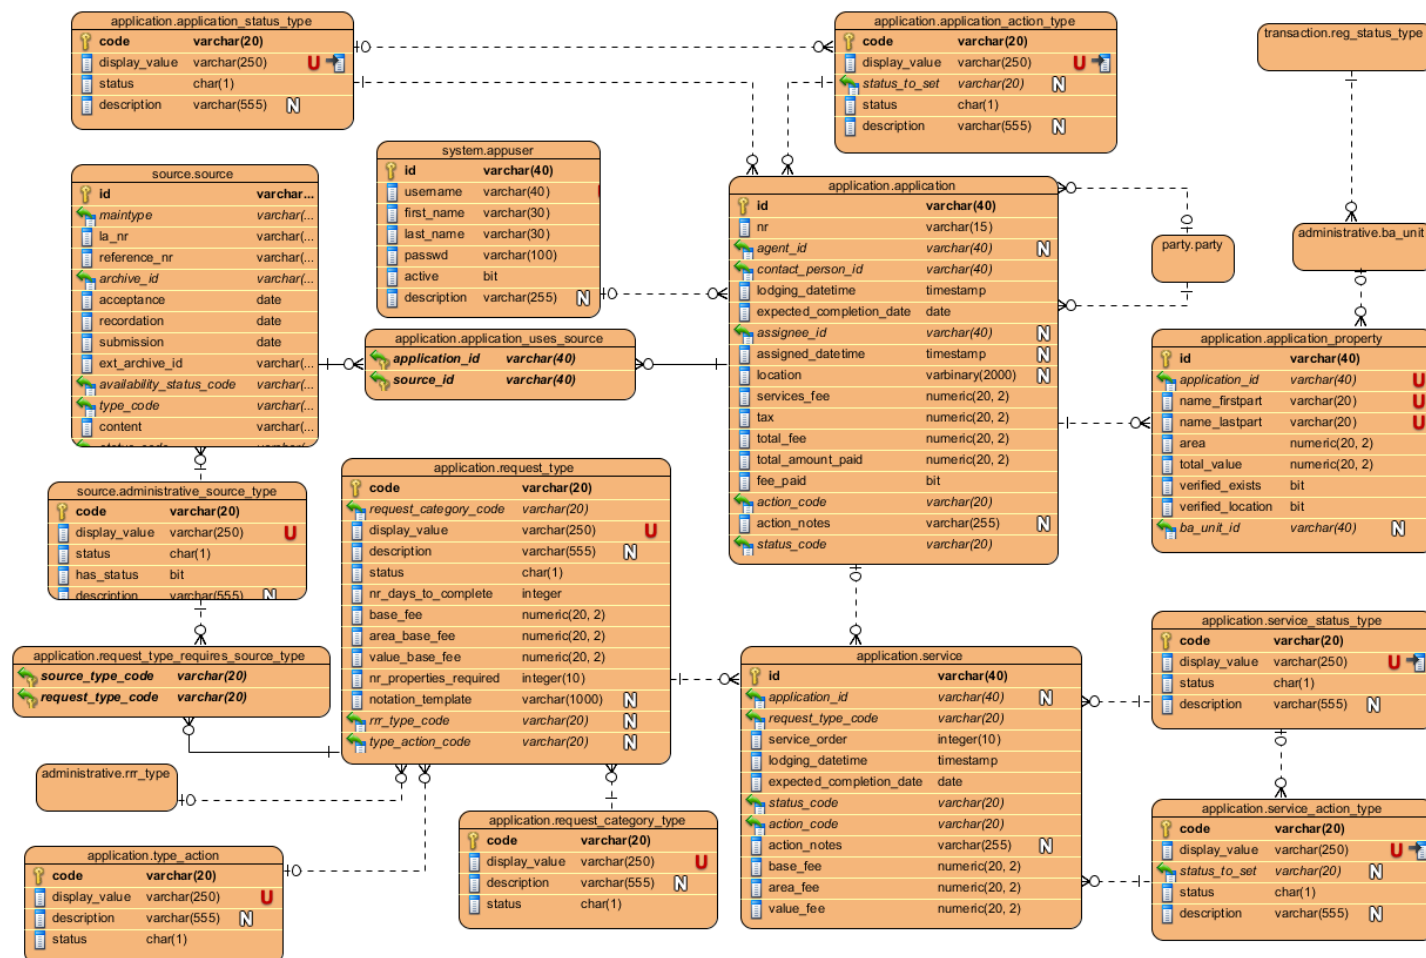 application.application_status_type
code varchar(20)
display_value varchar(250) U
status char(1)
description varchar(555) N
application.application_action_type
code varchar(20)
display_value varchar(250) U
status_to_set varchar(20) N
status char(1)
description varchar(555) N
transaction.reg_status_type
system.appuser
id varchar(40)
username varchar(40)
first_name varchar(30)
last_name varchar(30)
passwd varchar(100)
active bit
description varchar(255) N
source.source
id varchar...
maintype varchar(...
la_nr varchar(...
reference_nr varchar(...
archive_id varchar(...
acceptance date
recordation date
submission date
ext_archive_id varchar(...
availability_status_code varchar(...
type_code varchar(...
content varchar(...
status_code varchar(...
application.application
id varchar(40)
nr varchar(15)
agent_id varchar(40) N
contact_person_id varchar(40)
lodging_datetime timestamp
expected_completion_date date
assignee_id varchar(40) N
assigned_datetime timestamp N
location varbinary(2000) N
services_fee numeric(20, 2)
tax numeric(20, 2)
total_fee numeric(20, 2)
total_amount_paid numeric(20, 2)
fee_paid bit
action_code varchar(20)
action_notes varchar(255) N
status_code varchar(20)
party.party
administrative.ba_unit
application.application_uses_source
application_id varchar(40)
source_id varchar(40)
application.application_property
id varchar(40)
application_id varchar(40) U
name_firstpart varchar(20) U
name_lastpart varchar(20) U
area numeric(20, 2)
total_value numeric(20, 2)
verified_exists bit
verified_location bit
ba_unit_id varchar(40) N
application.request_type
code varchar(20)
request_category_code varchar(20)
display_value varchar(250) U
description varchar(555) N
status char(1)
nr_days_to_complete integer
base_fee numeric(20, 2)
area_base_fee numeric(20, 2)
value_base_fee numeric(20, 2)
nr_properties_required integer(10)
notation_template varchar(1000) N
rrr_type_code varchar(20) N
type_action_code varchar(20) N
source.administrative_source_type
code varchar(20)
display_value varchar(250) U
status char(1)
has_status bit
description varchar(555) N
application.request_type_requires_source_type
source_type_code varchar(20)
request_type_code varchar(20)
application.service
id varchar(40)
application_id varchar(40) N
request_type_code varchar(20)
service_order integer(10)
lodging_datetime timestamp
expected_completion_date date
status_code varchar(20)
action_code varchar(20)
action_notes varchar(255) N
base_fee numeric(20, 2)
area_fee numeric(20, 2)
value_fee numeric(20, 2)
application.service_status_type
code varchar(20)
display_value varchar(250) U
status char(1)
description varchar(555) N
administrative.rrr_type
application.request_category_type
code varchar(20)
display_value varchar(250) U
description varchar(555) N
status char(1)
application.service_action_type
code varchar(20)
display_value varchar(250) U
status_to_set varchar(20) N
status char(1)
description varchar(555) N
application.type_action
code varchar(20)
display_value varchar(250) U
description varchar(555) N
status char(1)